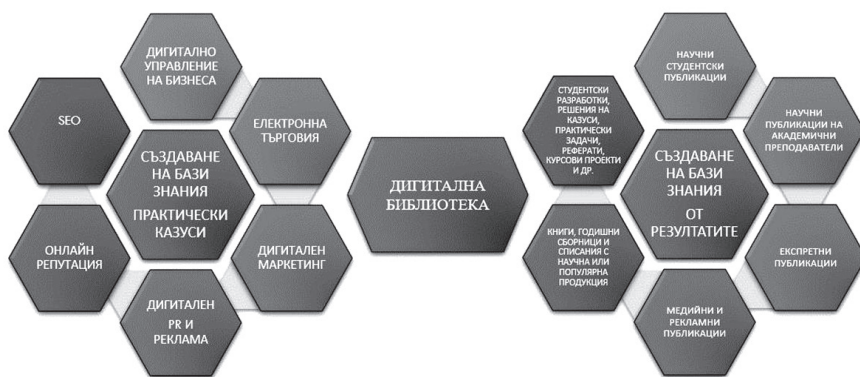 ДИГИТАЛНО
УПРАВЛЕНИЕ
НА БИЗНЕСА
SEO
ЕЛЕКТРОННА
ТЪРГОВИЯ
СЪЗДАВАНЕ
НА БАЗИ
ЗНАНИЯ
ПРАКТИЧЕСКИ
КАЗУСИ
ОНЛАЙН
РЕПУТАЦИЯ
ДИГИТАЛЕН
МАРКЕТИНГ
ДИГИТАЛЕН
PR И
РЕКЛАМА
ДИГИТАЛНА
БИБЛИОТЕКА
НАУЧНИ
СТУДЕНТСКИ
ПУБЛИКАЦИИ
СТУДЕНТСКИ
РАЗРАБОТКИ,
РЕШЕНИЯ НА
КАЗУСИ,
ПРАКТИЧЕСКИ
ЗАДАЧИ,
РЕФЕРАТИ,
КУРСОВИ ПРОЕКТИ
И ДР.
НАУЧНИ
ПУБЛИКАЦИИ НА
АКАДЕМИЧНИ
ПРЕПОДАВАТЕЛИ
СЪЗДАВАНЕ
НА БАЗИ
ЗНАНИЯ
ОТ
РЕЗУЛТАТИТЕ
КНИГИ, ГОДИШНИ
СБОРНИЦИ И
СПИСАНИЯ С
НАУЧНА ИЛИ
ПОПУЛЯРНА
ПРОДУКЦИЯ
ЕКСПРЕТНИ
ПУБЛИКАЦИИ
МЕДИЙНИ И
РЕКЛАМНИ
ПУБЛИКАЦИИ